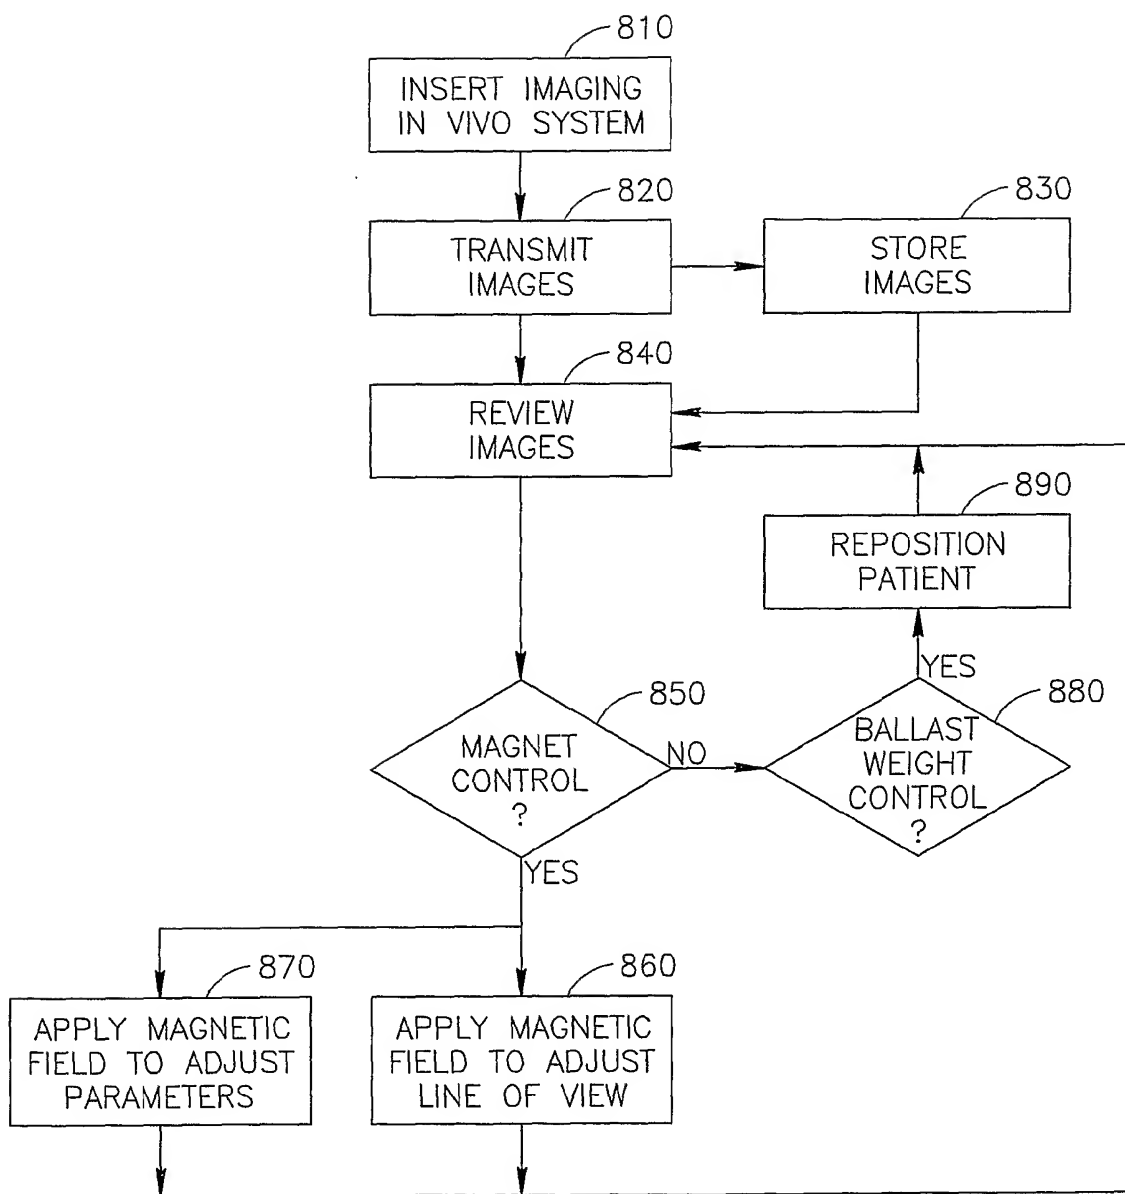 810
INSERT IMAGING
IN VIVO SYSTEM
820
TRANSMIT
IMAGES
830
STORE
IMAGES
840
REVIEW
IMAGES
890
REPOSITION
PATIENT
YES
850
MAGNET
CONTROL
?
NO
880
BALLAST
WEIGHT
CONTROL
?
YES
870
APPLY MAGNETIC
FIELD TO ADJUST
PARAMETERS
860
APPLY MAGNETIC
FIELD TO ADJUST
LINE OF VIEW